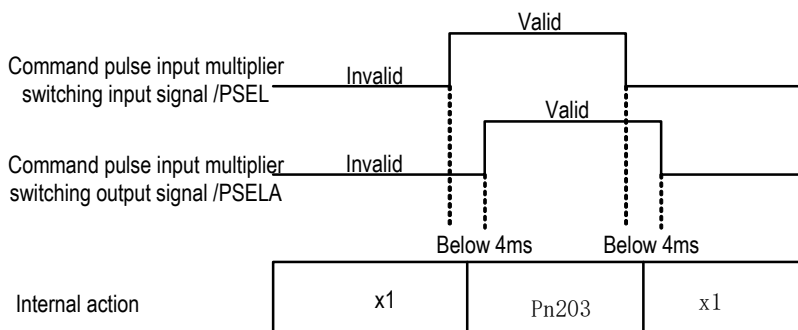 Valid
Command pulse input multiplier
switching input signal /PSEL
Invalid
Valid
Command pulse input multiplier
switching output signal /PSELA
Invalid
Below 4ms
Below 4ms
Internal action
x1
Pn203
x1